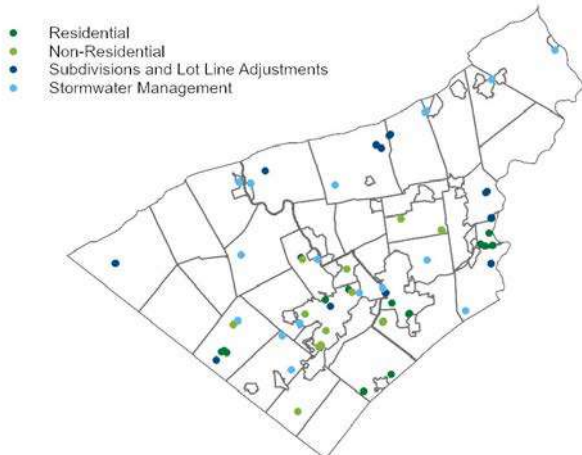 Residential
Non-Residential
Subdivisions and Lot Line Adjustments
Stormwater Management